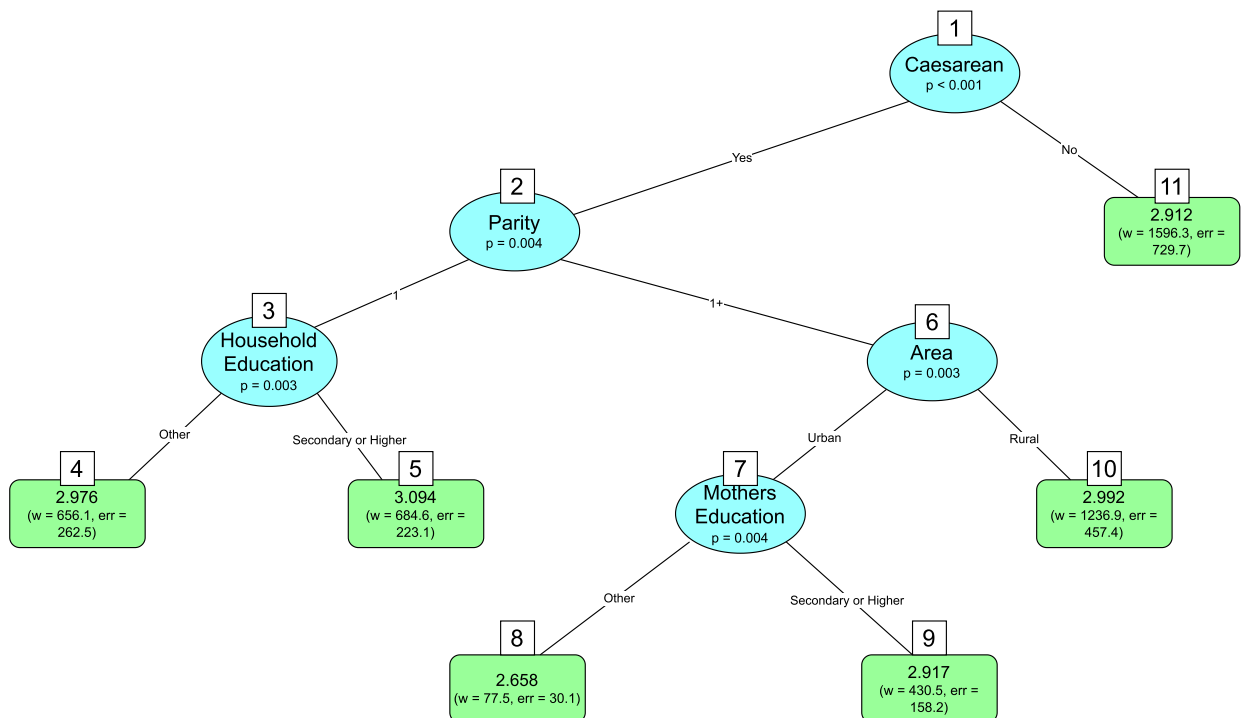 1
Caesarean
p < 0.001
Yes
No
2
Parity
p = 0.004
11
2.912
(w = 1596.3, err =
729.7)
1
1+
3
Household
Education
p = 0.003
6
Area
p = 0.003
Other
Secondary or Higher
Urban
Rural
4
2.976
(w = 656.1, err =
262.5)
5
3.094
(w = 684.6, err =
223.1)
7
Mothers
Education
p = 0.004
10
2.992
(w = 1236.9, err =
457.4)
Other
Secondary or Higher
8
2.658
(w = 77.5, err = 30.1)
9
2.917
(w = 430.5, err =
158.2)